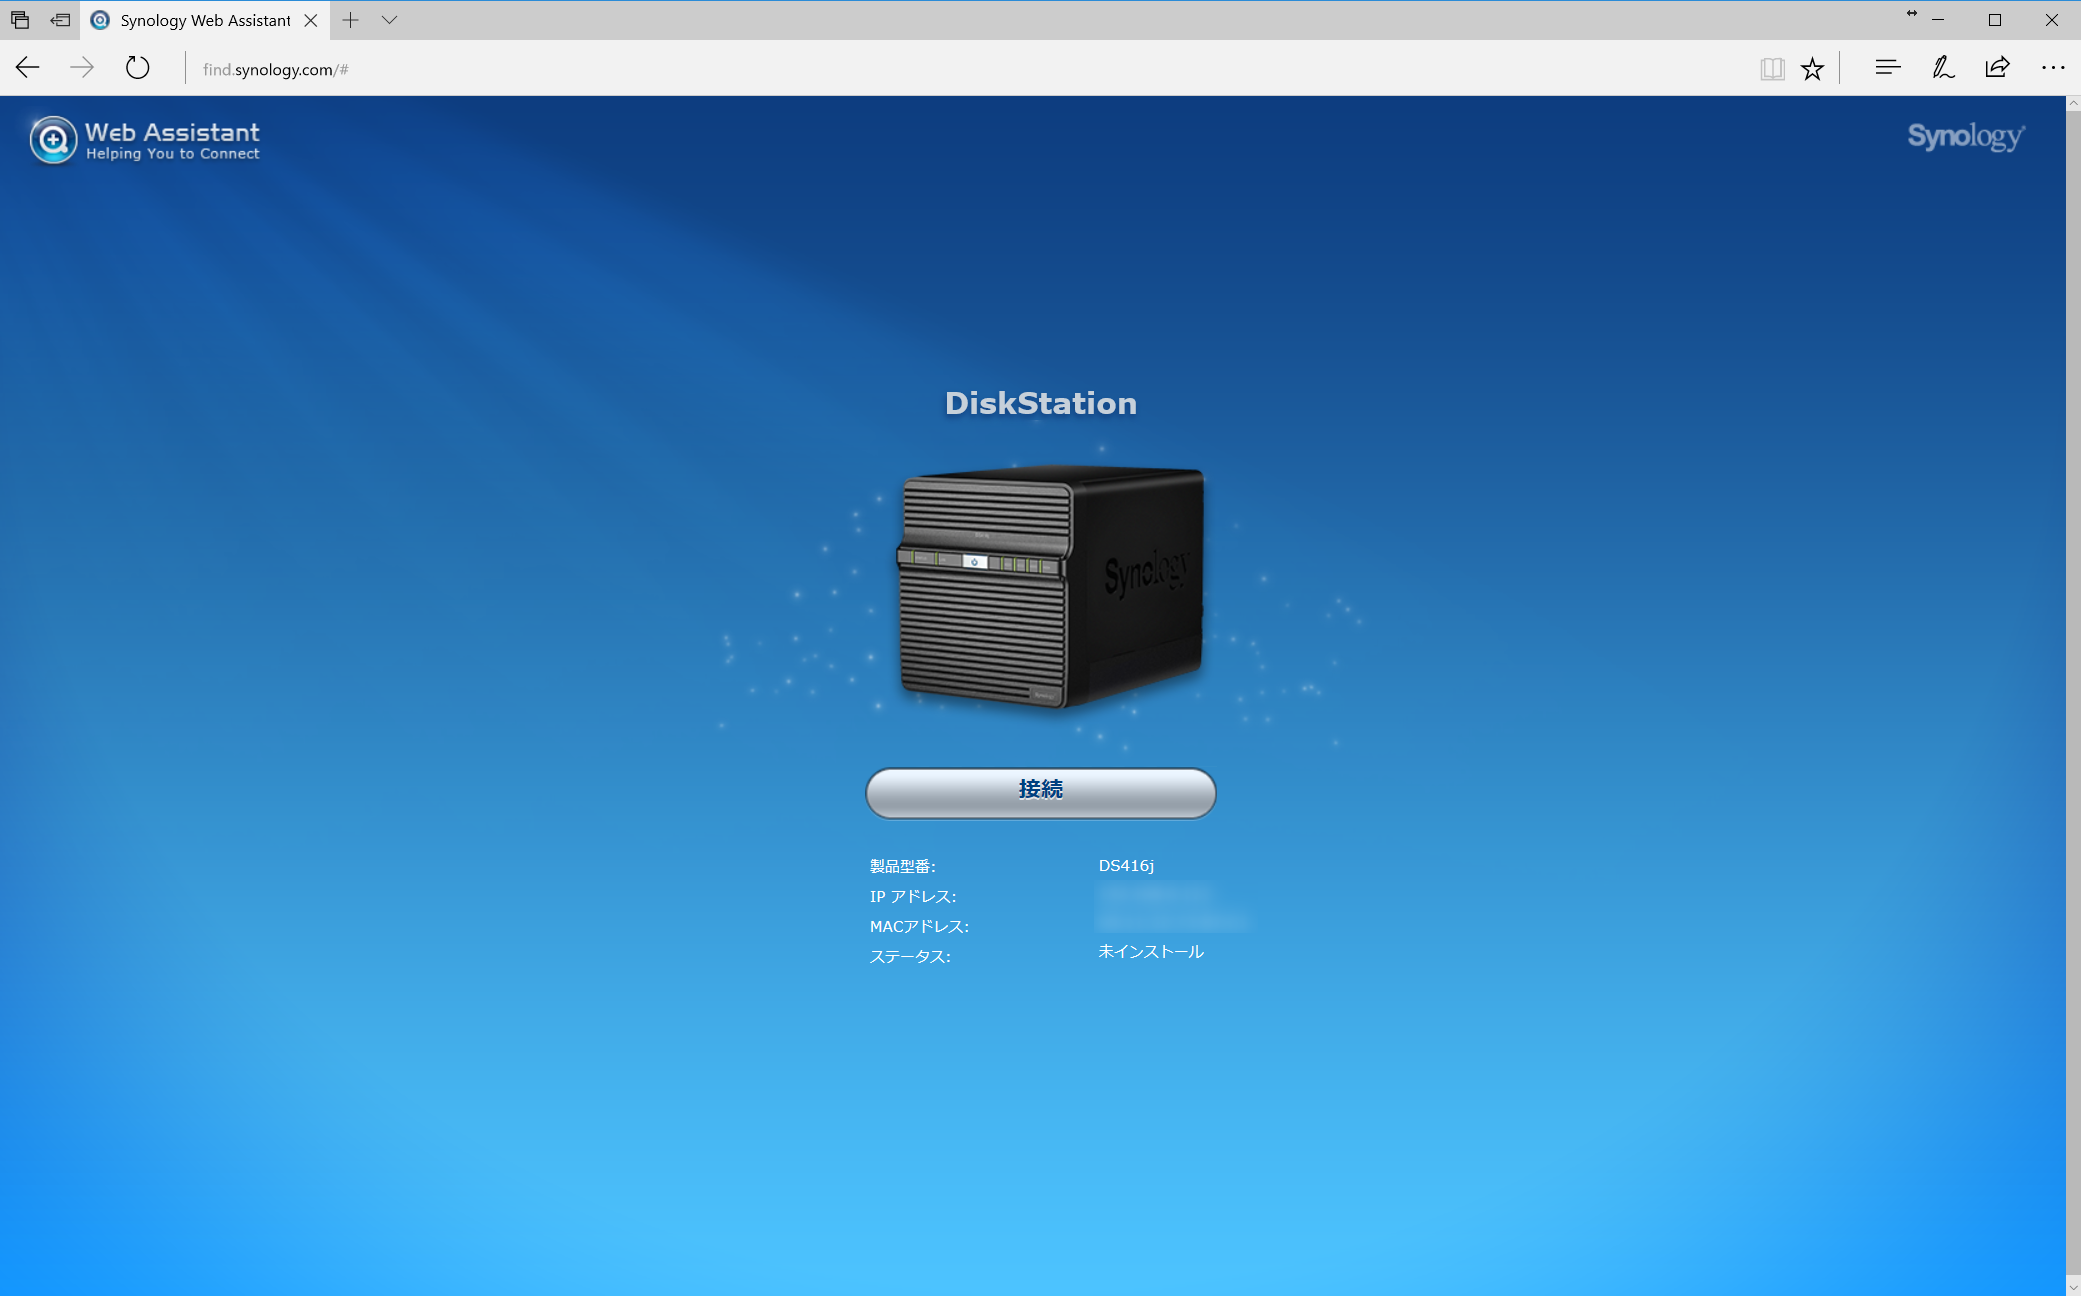 Synology Web Assistant
find.synology.com/#
Web Assistant
Helping You to Connect
Synology
DiskStation
Synology
接続
製品型番: DS416j
IP アドレス:
MACアドレス:
ステータス: 未インストール